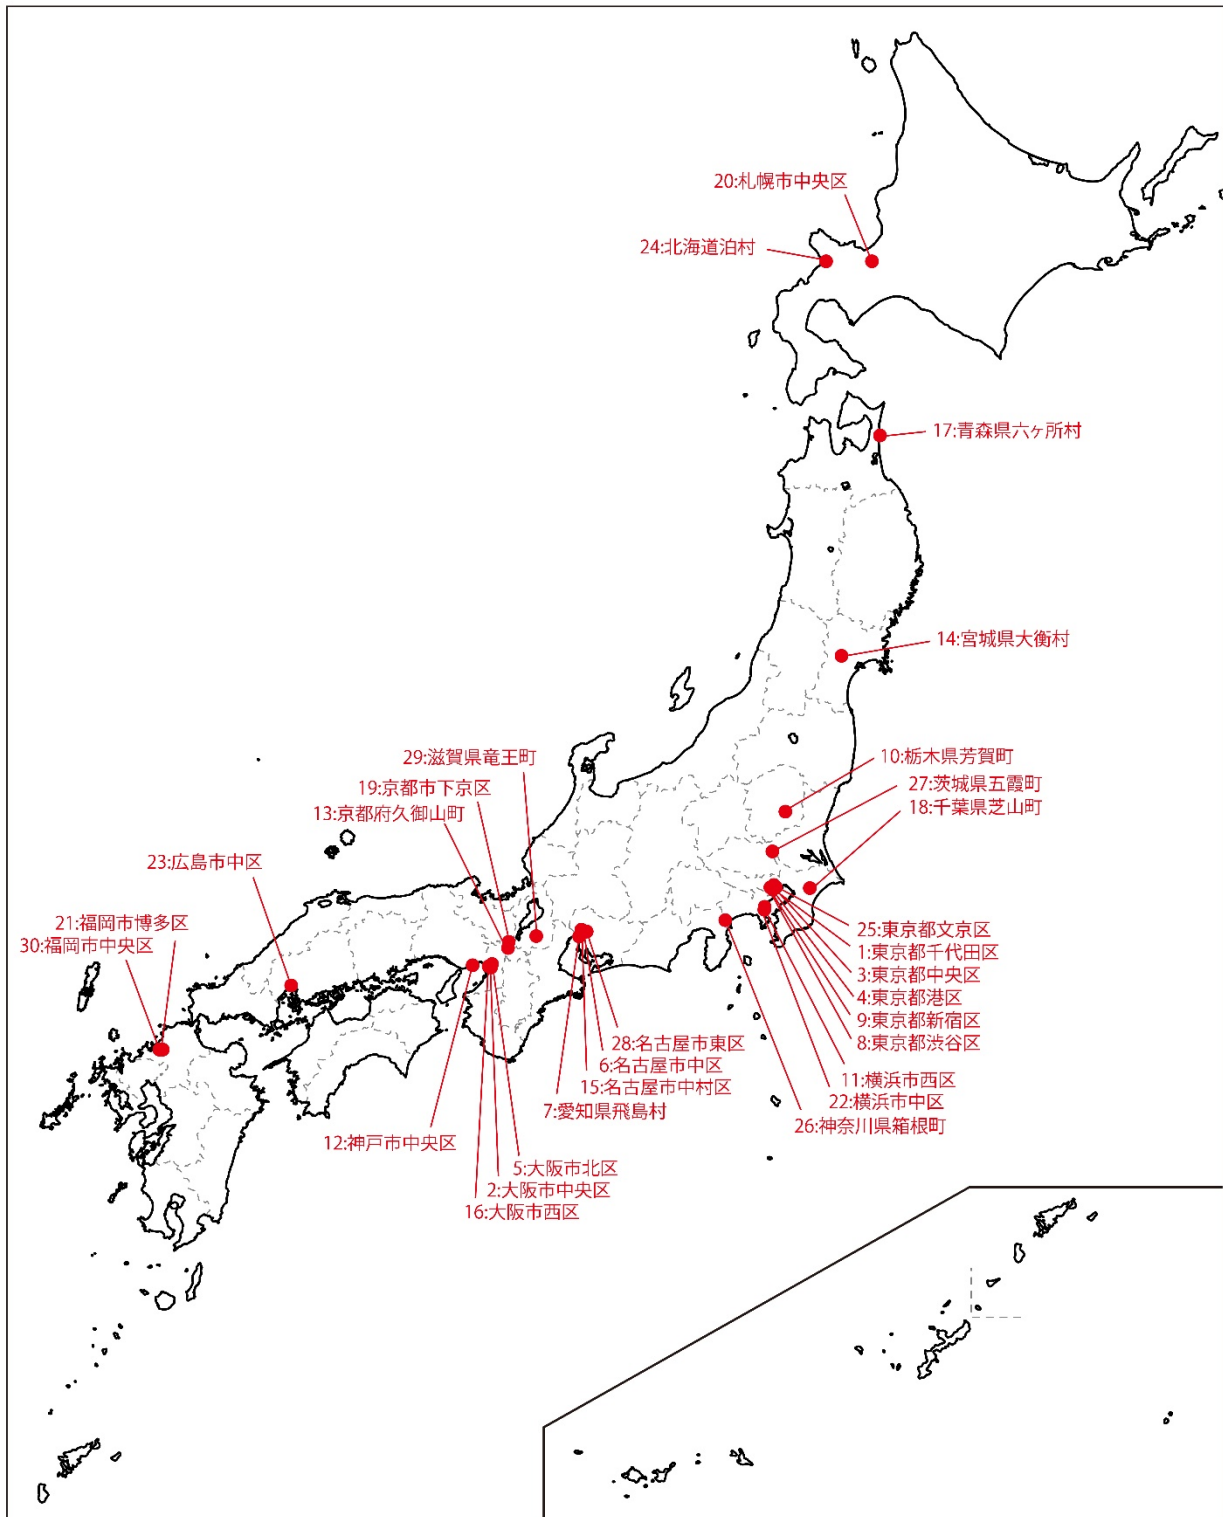 20:札幌市中央区
24:北海道泊村
17:青森県六ヶ所村
14:宮城県大衡村
29:滋賀県竜王町
19:京都市下京区
13:京都府久御山町
10:栃木県芳賀町
27:茨城県五霞町
18:千葉県芝山町
23:広島市中区
21:福岡市博多区
30:福岡市中央区
25:東京都文京区
1:東京都千代田区
3:東京都中央区
4:東京都港区
9:東京都新宿区
8:東京都渋谷区
28:名古屋市東区
6:名古屋市中区
15:名古屋市中村区
7:愛知県飛島村
11:横浜市西区
22:横浜市中区
26:神奈川県箱根町
12:神戸市中央区
5:大阪市北区
2:大阪市中央区
16:大阪市西区